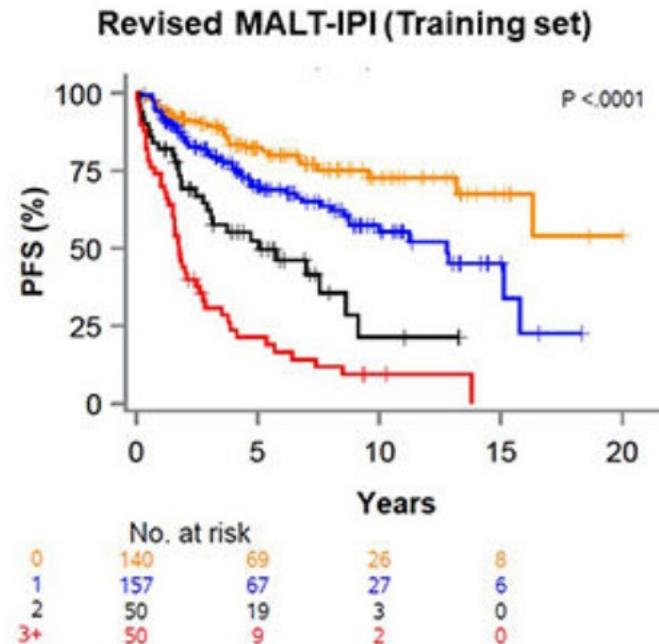 Revised MALT-IPI (Training set)
P <.0001
PFS (%)
100
75
50
25
0
0 5 10 15 20
Years
No. at risk
0 140 69 26 8
1 157 67 27 6
2 50 19 3 0
3+ 50 9 2 0